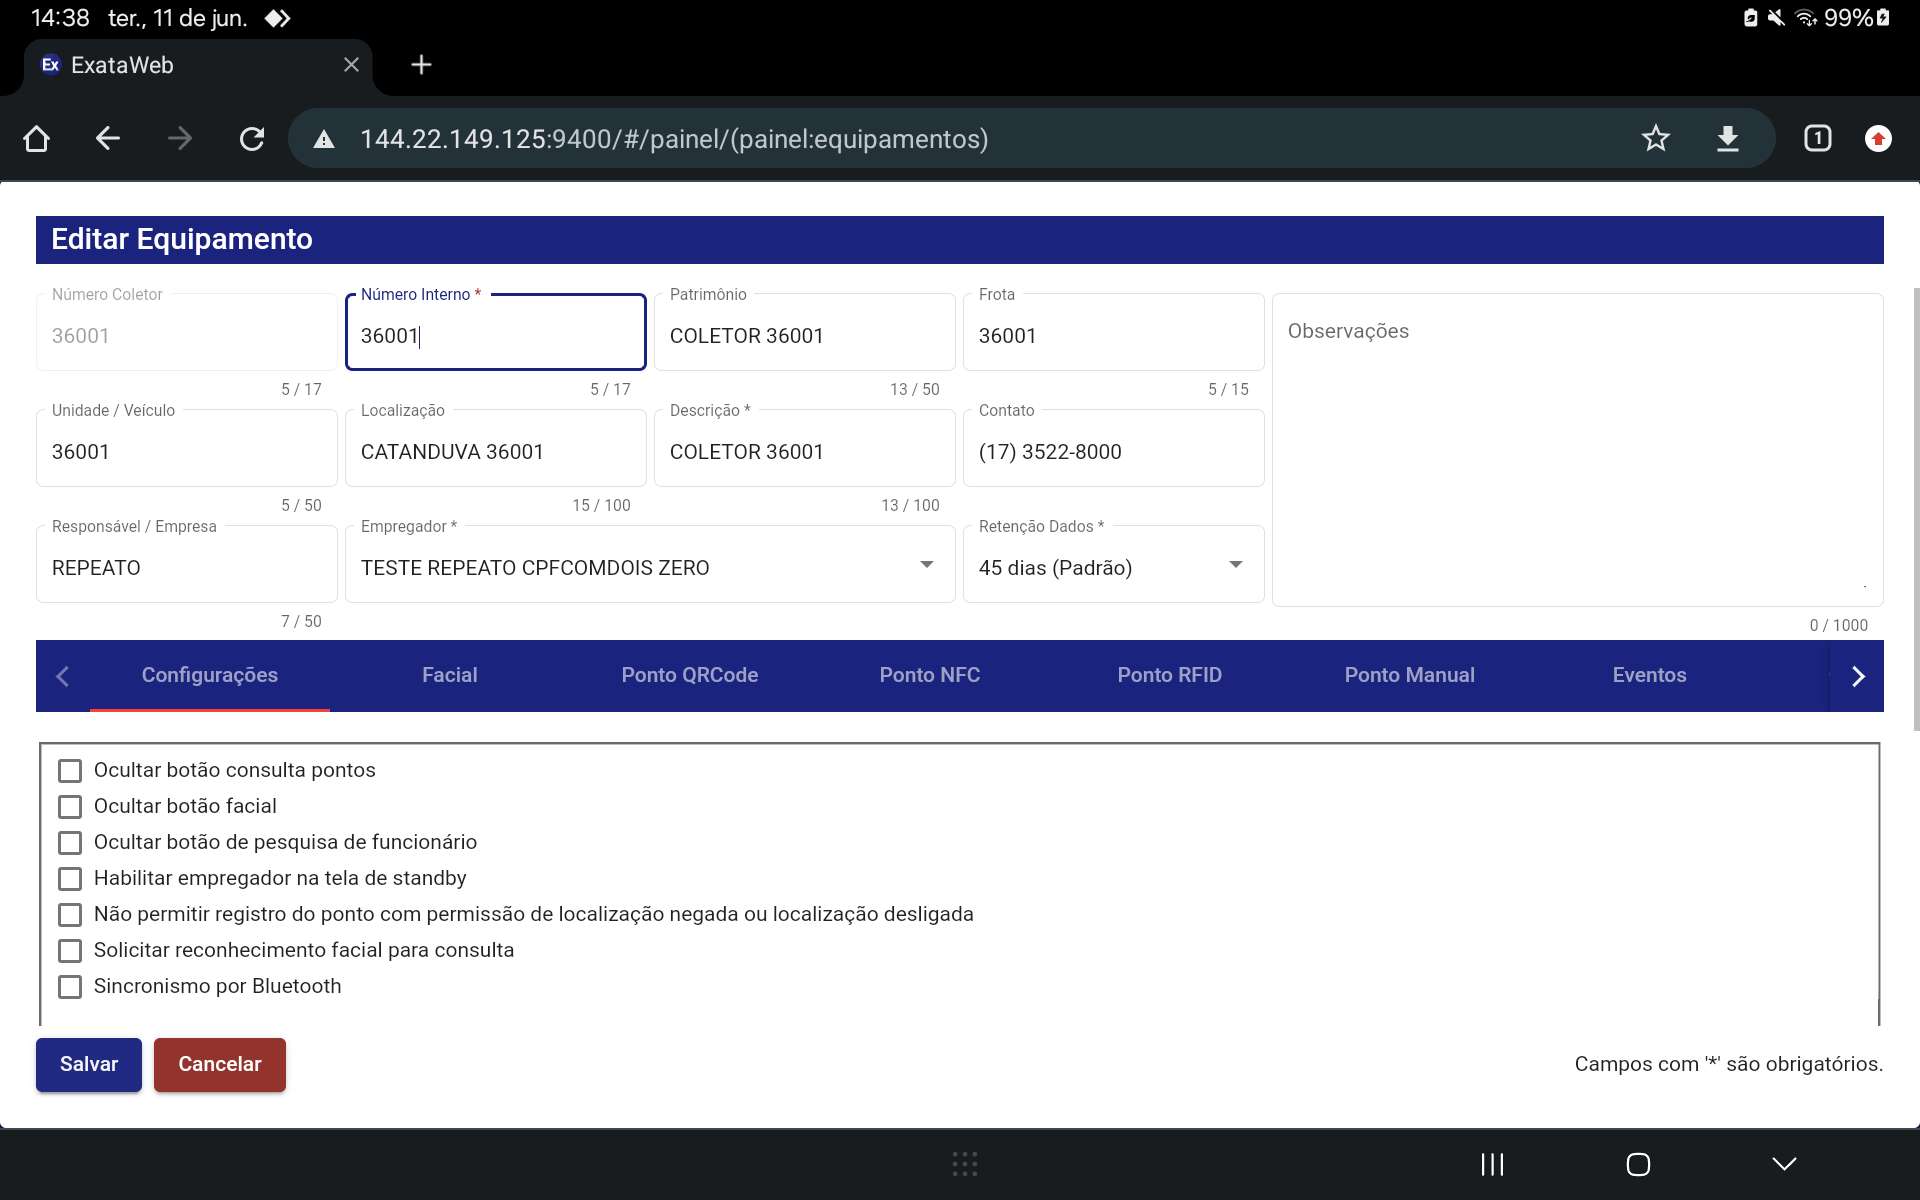 14:38 ter., 11 de jun. 99%
Ex ExataWeb
144.22.149.125:9400/#/painel/(painel:equipamentos) 1
Editar Equipamento
Número Coletor Número Interno * Patrimônio Frota
36001 36001 COLETOR 36001 36001 Observações
5 / 17 5 / 17 13 / 50 5 / 15
Unidade / Veículo Localização Descrição * Contato
36001 CATANDUVA 36001 COLETOR 36001 (17) 3522-8000
5 / 50 15 / 100 13 / 100
Responsável / Empresa Empregador * Retenção Dados *
REPEATO TESTE REPEATO CPFCOMDOIS ZERO 45 dias (Padrão)
7 / 50 0 / 1000
Configurações Facial Ponto QRCode Ponto NFC Ponto RFID Ponto Manual Eventos
Ocultar botão consulta pontos
Ocultar botão facial
Ocultar botão de pesquisa de funcionário
Habilitar empregador na tela de standby
Não permitir registro do ponto com permissão de localização negada ou localização desligada
Solicitar reconhecimento facial para consulta
Sincronismo por Bluetooth
Salvar Cancelar Campos com '*' são obrigatórios.